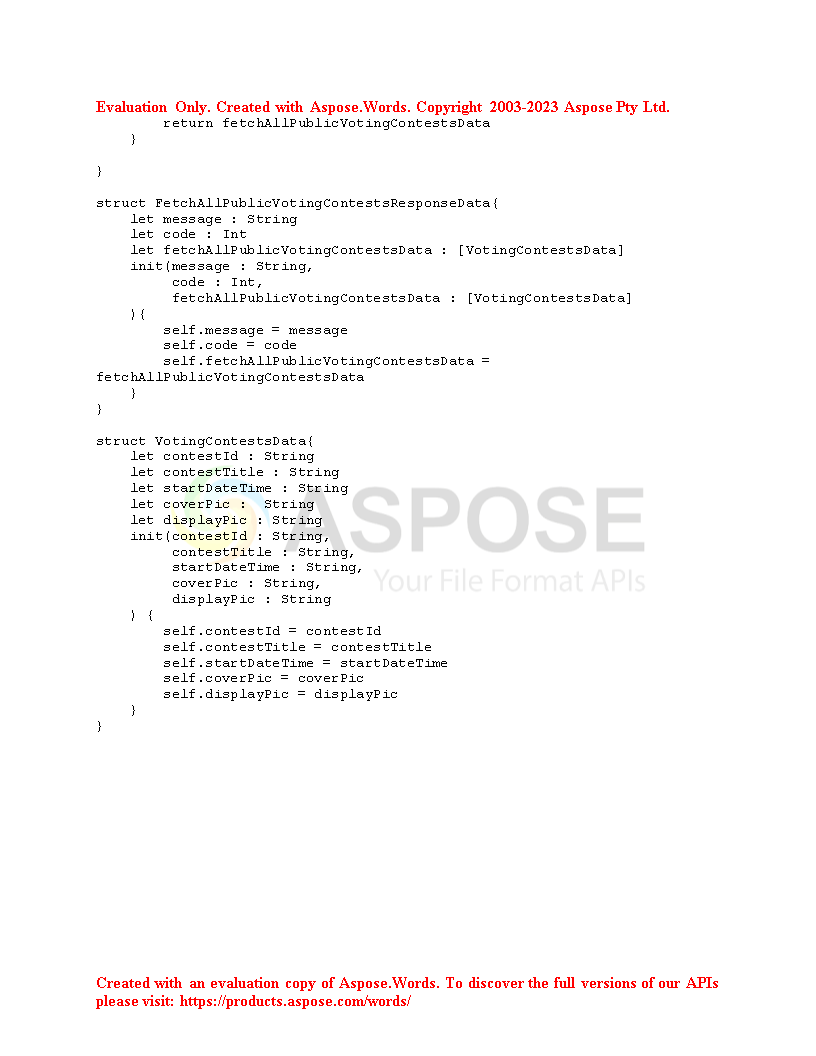 Evaluation Only. Created with Aspose.Words. Copyright 2003-2023 Aspose Pty Ltd.
        return fetchAllPublicVotingContestsData
    }

}

struct FetchAllPublicVotingContestsResponseData{
    let message : String
    let code : Int
    let fetchAllPublicVotingContestsData : [VotingContestsData]
    init(message : String,
         code : Int,
         fetchAllPublicVotingContestsData : [VotingContestsData]
    ){
        self.message = message
        self.code = code
        self.fetchAllPublicVotingContestsData =
fetchAllPublicVotingContestsData
    }
}

struct VotingContestsData{
    let contestId : String
    let contestTitle : String
    let startDateTime : String
    let coverPic :  String
    let displayPic : String
    init(contestId : String,
         contestTitle : String,
         startDateTime : String,
         coverPic : String,
         displayPic : String
    ) {
        self.contestId = contestId
        self.contestTitle = contestTitle
        self.startDateTime = startDateTime
        self.coverPic = coverPic
        self.displayPic = displayPic
    }
}
ASPOSE
Your File Format APIs
Created with an evaluation copy of Aspose.Words. To discover the full versions of our APIs
please visit: https://products.aspose.com/words/